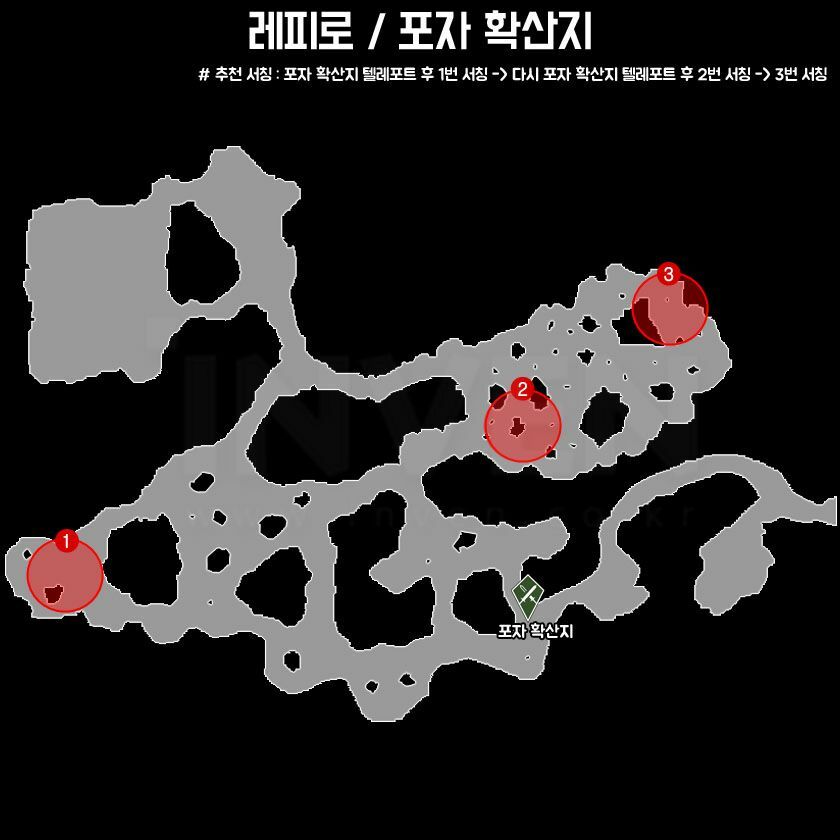 레피로 / 포자 확산지
# 추천 서칭 : 포자 확산지 텔레포트 후 1번 서칭 -> 다시 포자 확산지 텔레포트 후 2번 서칭 -> 3번 서칭
3
INVEN
2
www.inven.co.kr
1
포자 확산지